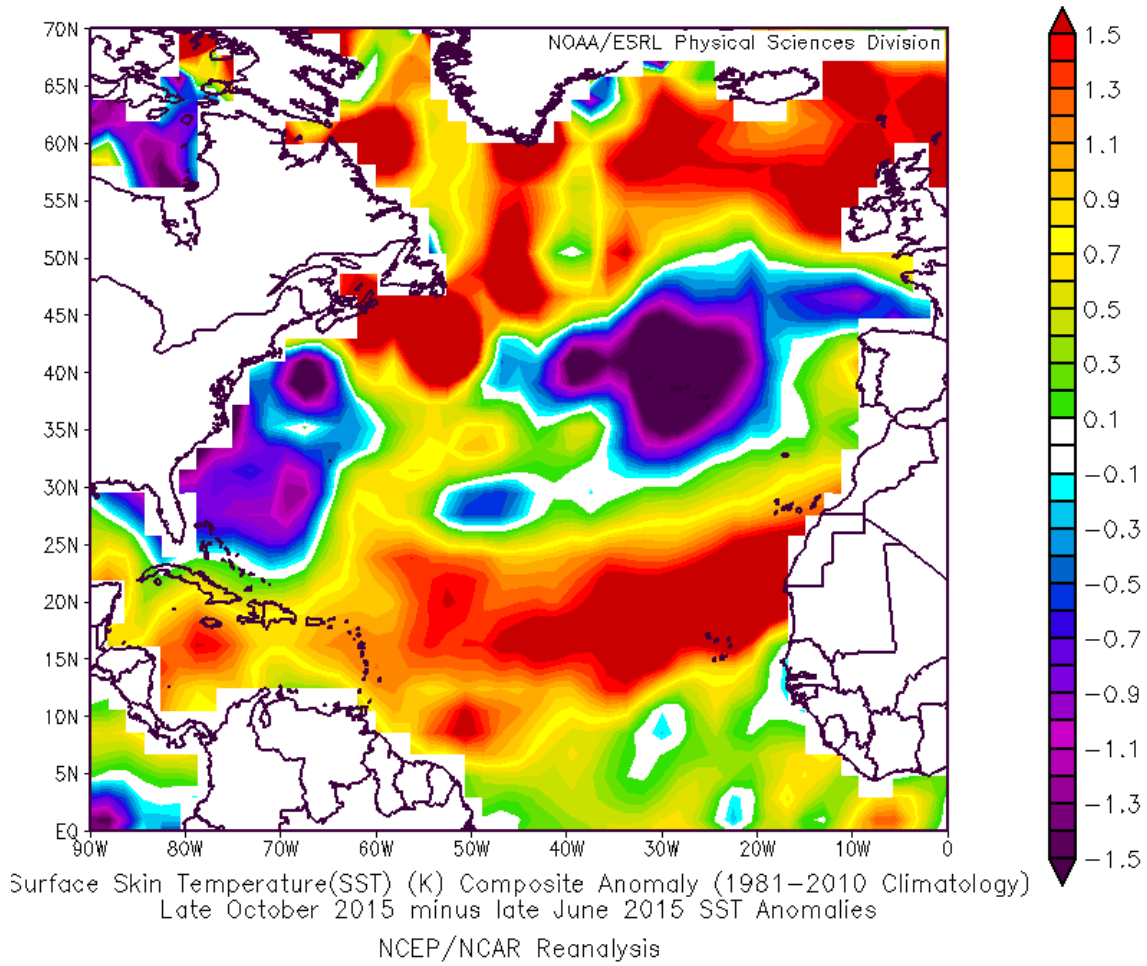 NOAA/ESRL Physical Sciences Division
70N
65N
60N
55N
50N
45N
40N
35N
30N
25N
20N
15N
10N
5N
EQ
90W 80W 70W 60W 50W 40W 30W 20W 10W 0
1.5
1.3
1.1
0.9
0.7
0.5
0.3
0.1
-0.1
-0.3
-0.5
-0.7
-0.9
-1.1
-1.3
-1.5
Surface Skin Temperature(SST) (K) Composite Anomaly (1981-2010 Climatology)
Late October 2015 minus late June 2015 SST Anomalies
NCEP/NCAR Reanalysis